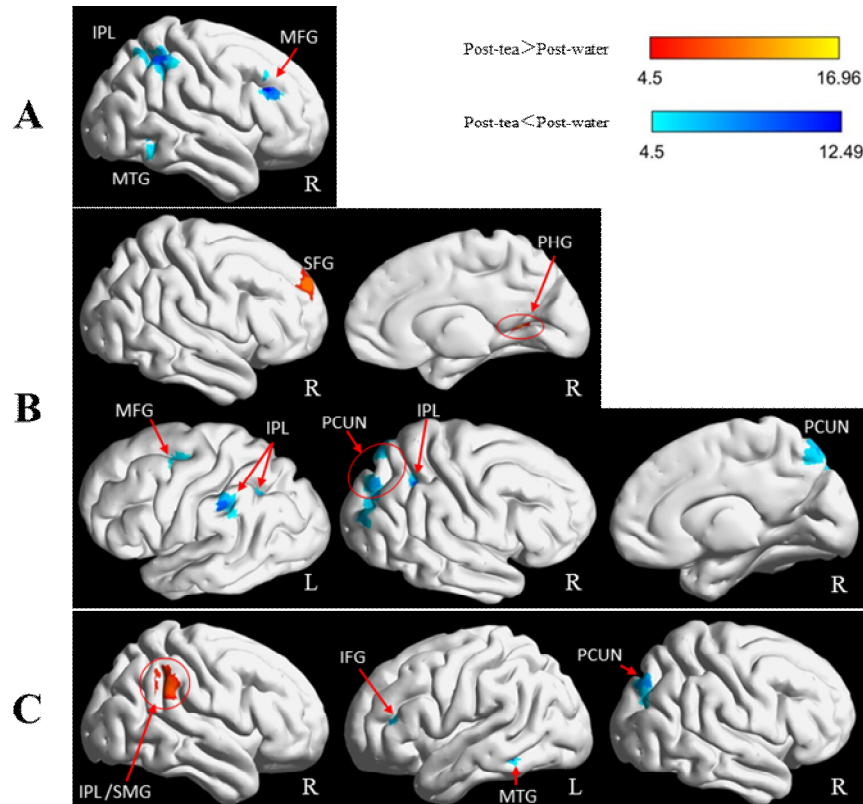 A
IPL
MFG
MTG
R
Post-tea>Post-water
4.5
16.96
Post-tea<Post-water
4.5
12.49
B
SFG
R
PHG
R
MFG
IPL
L
PCUN
IPL
R
PCUN
R
C
IPL/SMG
R
IFG
MTG
L
PCUN
R